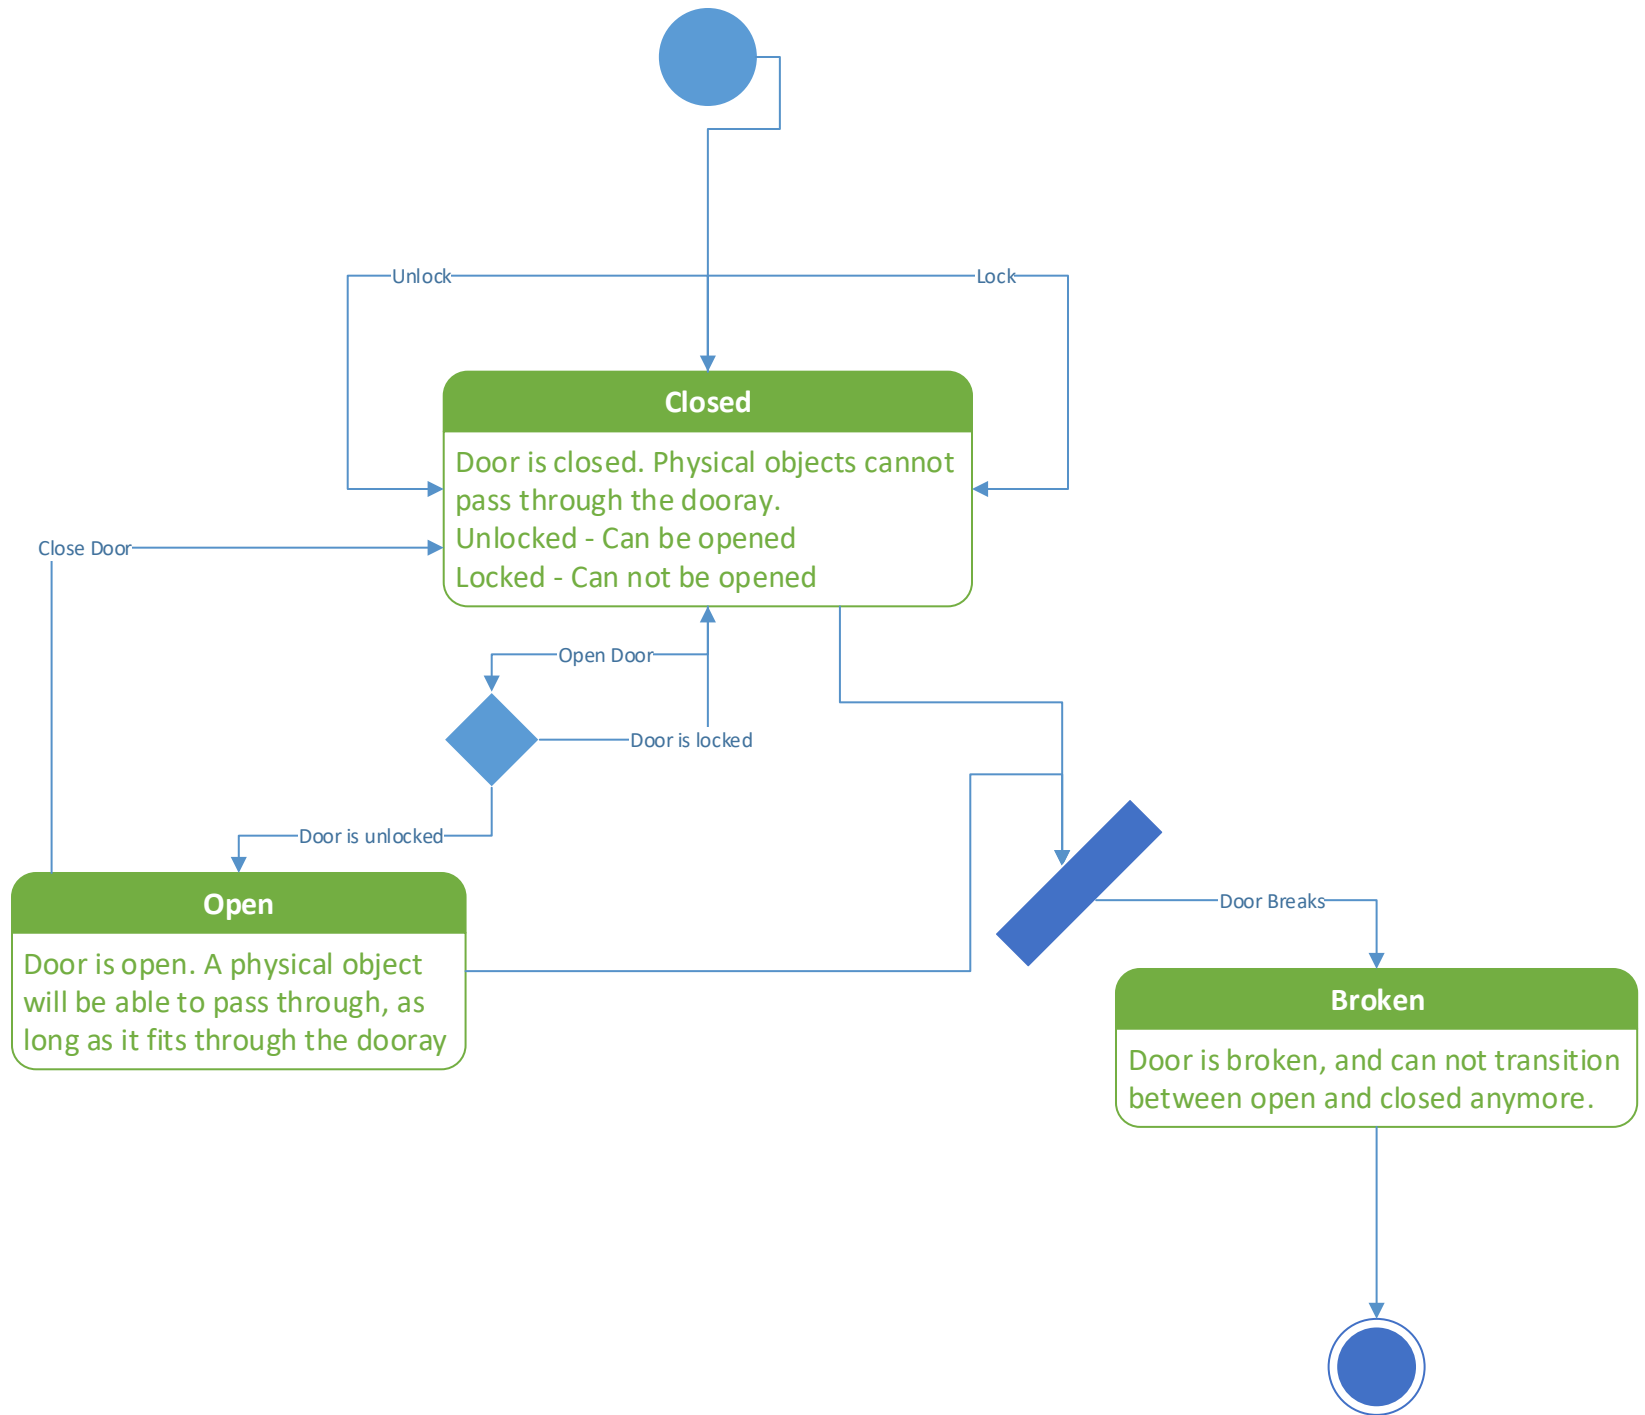 Unlock
Lock
Closed
Door is closed. Physical objects cannot
pass through the dooray.
Unlocked - Can be opened
Locked - Can not be opened
Close Door
Open Door
Door is locked
Door is unlocked
Open
Door is open. A physical object
will be able to pass through, as
long as it fits through the dooray
Door Breaks
Broken
Door is broken, and can not transition
between open and closed anymore.